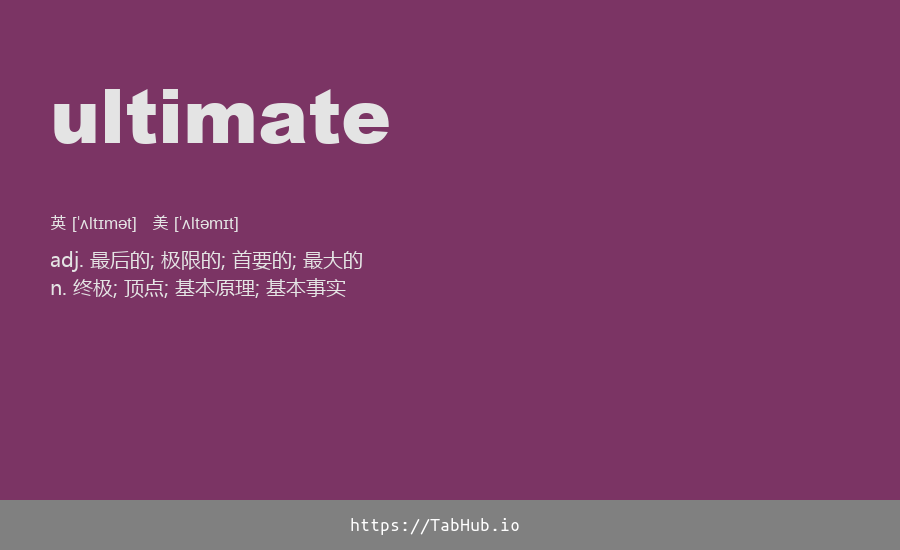 ultimate
英 [ˈʌltɪmət] 美 [ˈʌltəmɪt]
adj. 最后的; 极限的; 首要的; 最大的
n. 终极; 顶点; 基本原理; 基本事实
https://TabHub.io